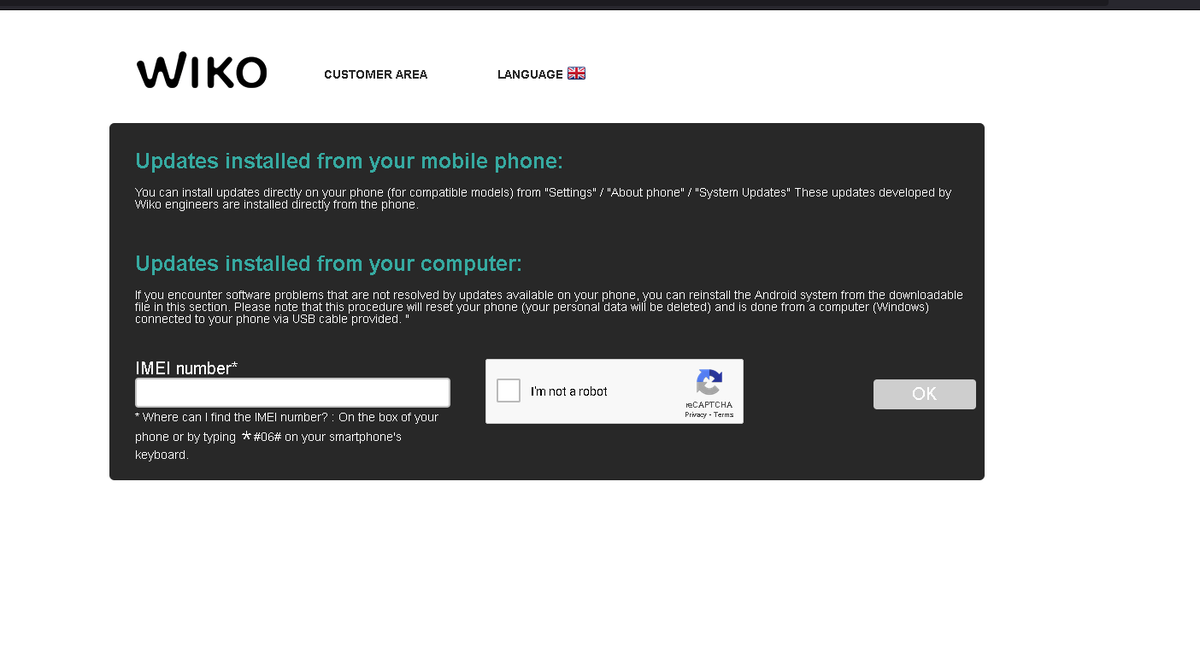 WIKO
CUSTOMER AREA
LANGUAGE
Updates installed from your mobile phone:
You can install updates directly on your phone (for compatible models) from "Settings" / "About phone" / "System Updates" These updates developed by
Wiko engineers are installed directly from the phone.
Updates installed from your computer:
If you encounter software problems that are not resolved by updates available on your phone, you can reinstall the Android system from the downloadable
file in this section. Please note that this procedure will reset your phone (your personal data will be deleted) and is done from a computer (Windows)
connected to your phone via USB cable provided. "
IMEI number*
* Where can I find the IMEI number? : On the box of your
phone or by typing *#06# on your smartphone's
keyboard.
I'm not a robot
reCAPTCHA
Privacy - Terms
OK